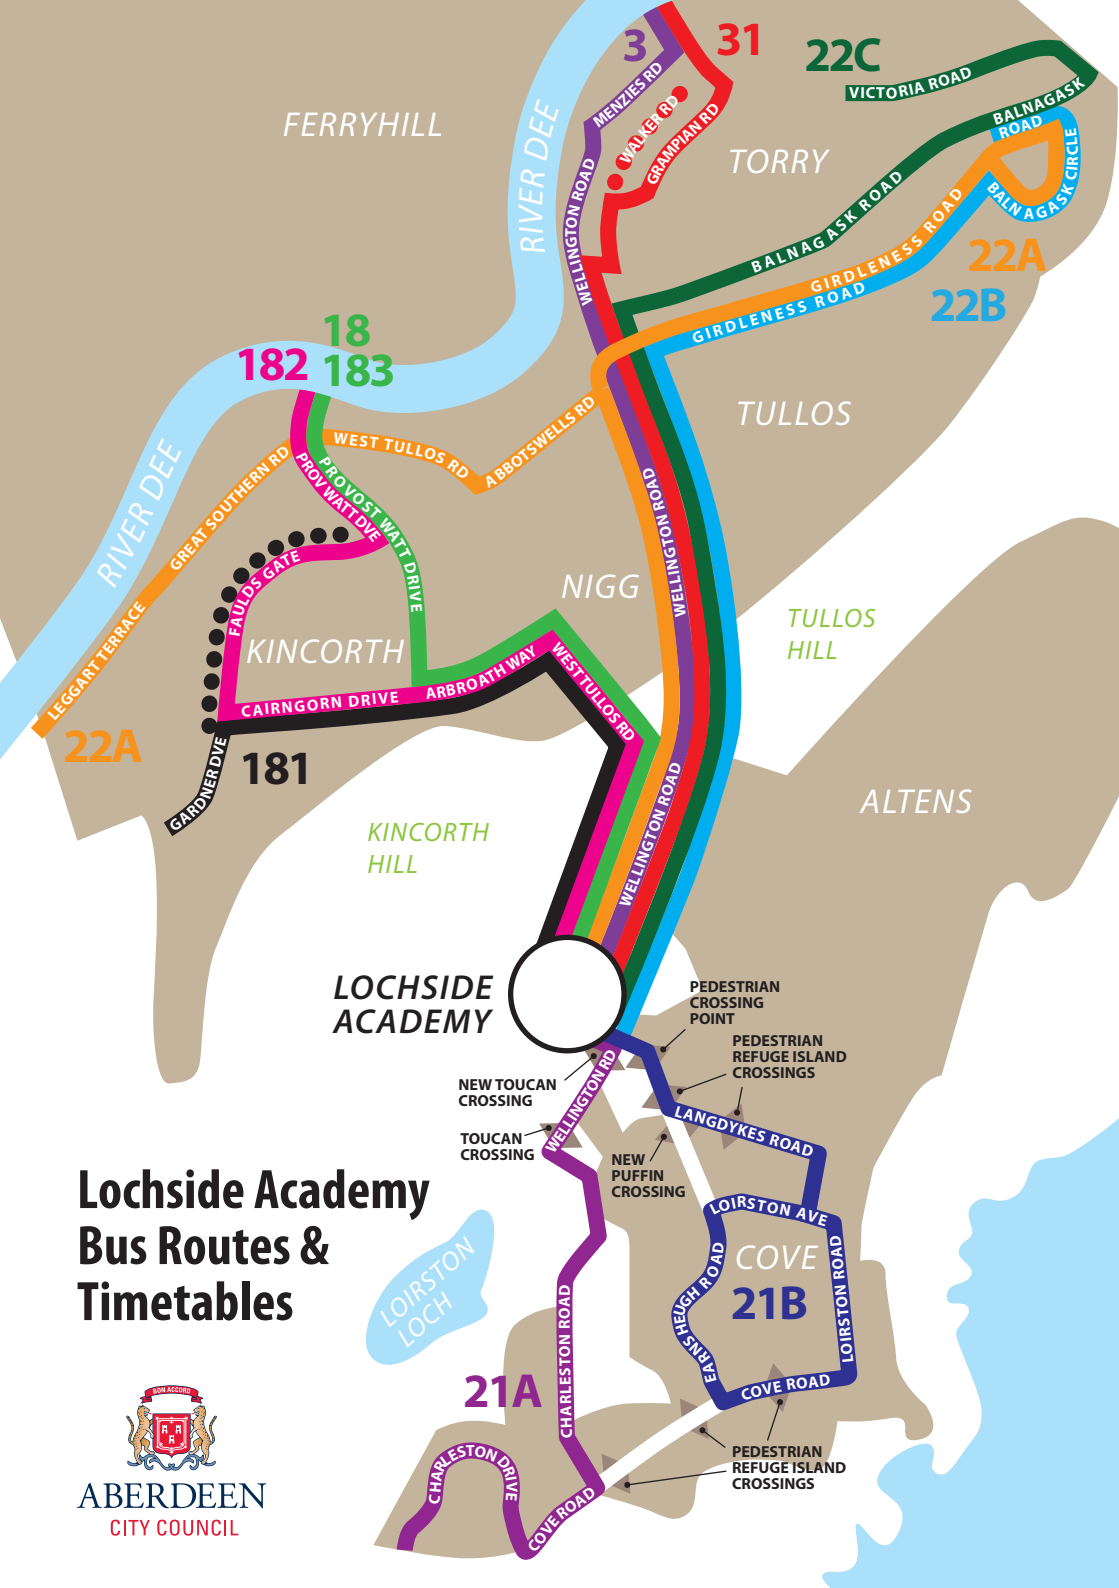 3
31
22C
VICTORIA ROAD
MENZIES RD
WALKER RD
GRAMPIAN RD
BALNAGASK
ROAD
FERRYHILL
RIVER DEE
TORRY
BALNAGASK CIRCLE
WELLINGTON ROAD
BALNAGASK ROAD
GIRDLENESS ROAD
22A
22B
GIRDLENESS ROAD
18
182
183
TULLOS
WEST TULLOS RD
ABBOTSWELLS RD
RIVER DEE
GREAT SOUTHERN RD
PROV WATT DVE
PROVOST WATT DRIVE
WELLINGTON ROAD
FAULDS GATE
NIGG
TULLOS
HILL
KINCORTH
LEGGART TERRACE
CAIRNGORN DRIVE
ARBROATH WAY
WEST TULLOS RD
22A
181
GARDNER DVE
WELLINGTON ROAD
ALTENS
KINCORTH
HILL
LOCHSIDE
ACADEMY
PEDESTRIAN
CROSSING
POINT
PEDESTRIAN
REFUGE ISLAND
CROSSINGS
NEW TOUCAN
CROSSING
WELLINGTON RD
LANGDYKES ROAD
TOUCAN
CROSSING
NEW
PUFFIN
CROSSING
Lochside Academy
Bus Routes &
Timetables
LOIRSTON AVE
COVE
21B
LOIRSTON
LOCH
EARNS HEUGH ROAD
LOIRSTON ROAD
CHARLESTON ROAD
21A
COVE ROAD
BON ACCORD
ABERDEEN
CITY COUNCIL
CHARLESTON DRIVE
COVE ROAD
PEDESTRIAN
REFUGE ISLAND
CROSSINGS